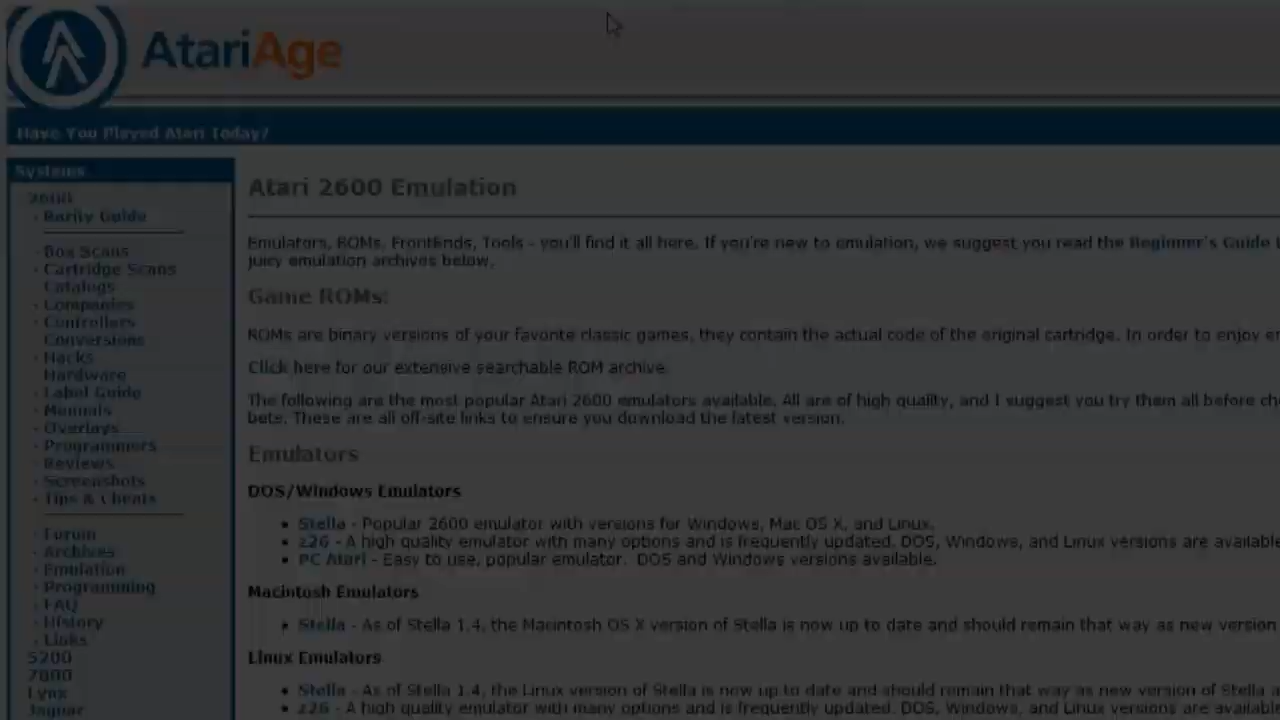 AtariAge
Have You Played Atari Today?
Systems
2600
- Rarity Guide
- Box Scans
- Cartridge Scans
Catalogs
- Companies
- Controllers
Conversions
- Hacks
Hardware
- Label Guide
- Manuals
- Overlays
- Programmers
- Reviews
- Screenshots
- Tips & Cheats
- Forum
- Archives
- Emulation
- Programming
- FAQ
- History
- Links
5200
7800
Lynx
Jaguar
Atari 2600 Emulation
Emulators, ROMs, FrontEnds, Tools - you'll find it all here. If you're new to emulation, we suggest you read the Beginner's Guide
juicy emulation archives below.
Game ROMs:
ROMs are binary versions of your favorite classic games, they contain the actual code of the original cartridge. In order to enjoy
Click here for our extensive searchable ROM archive.
The following are the most popular Atari 2600 emulators available. All are of high quality, and I suggest you try them all before
bets. These are all off-site links to ensure you download the latest version.
Emulators
DOS/Windows Emulators
• Stella - Popular 2600 emulator with versions for Windows, Mac OS X, and Linux.
• z26 - A high quality emulator with many options and is frequently updated. DOS, Windows, and Linux versions are available
• PC Atari - Easy to use, popular emulator. DOS and Windows versions available.
Macintosh Emulators
• Stella - As of Stella 1.4, the Macintosh OS X version of Stella is now up to date and should remain that way as new version
Linux Emulators
• Stella - As of Stella 1.4, the Linux version of Stella is now up to date and should remain that way as new version of Stella
• z26 - A high quality emulator with many options and is frequently updated. DOS, Windows, and Linux versions are available